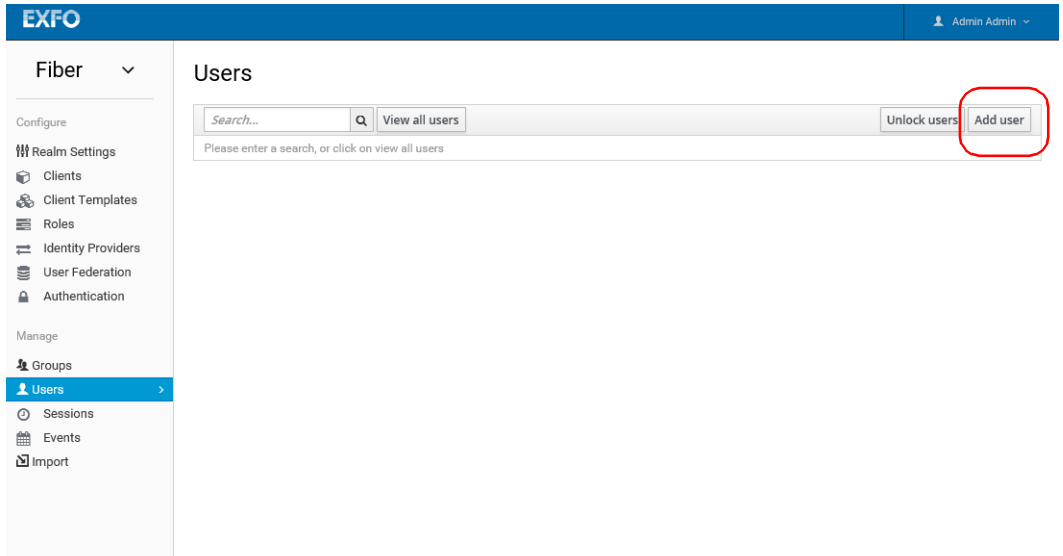 EXFO
Admin Admin
Fiber
Users
Search...
View all users
Unlock users
Add user
Please enter a search, or click on view all users
Configure
Realm Settings
Clients
Client Templates
Roles
Identity Providers
User Federation
Authentication
Manage
Groups
Users
Sessions
Events
Import